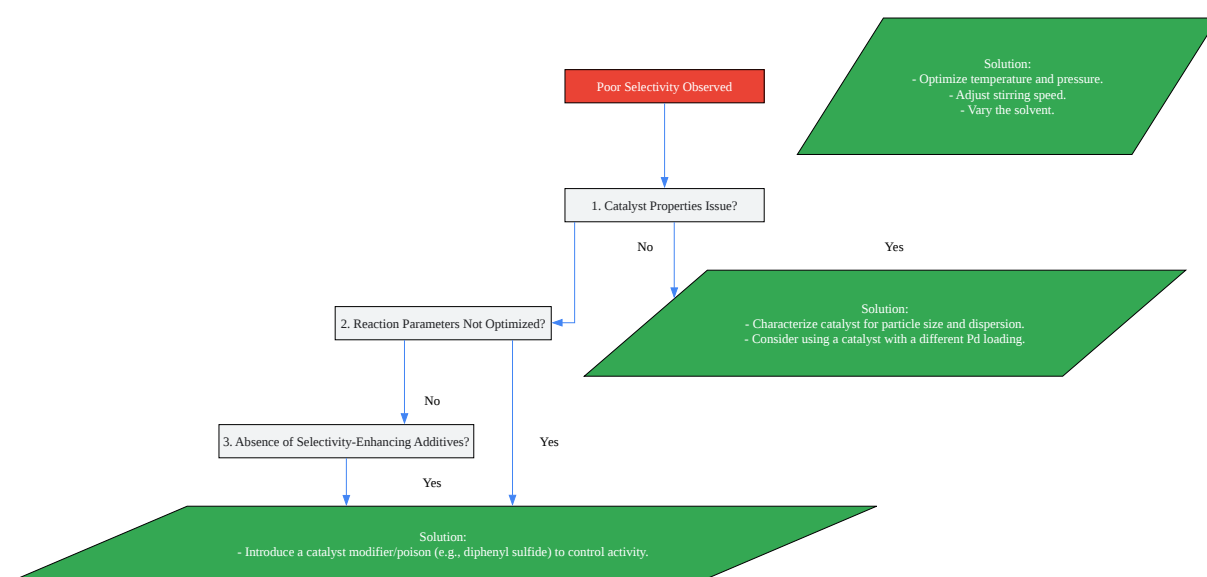 Solution:
- Optimize temperature and pressure.
- Adjust stirring speed.
- Vary the solvent.
Poor Selectivity Observed
1. Catalyst Properties Issue?
No
Yes
Solution:
- Characterize catalyst for particle size and dispersion.
- Consider using a catalyst with a different Pd loading.
2. Reaction Parameters Not Optimized?
No
3. Absence of Selectivity-Enhancing Additives?
Yes
Yes
Solution:
- Introduce a catalyst modifier/poison (e.g., diphenyl sulfide) to control activity.